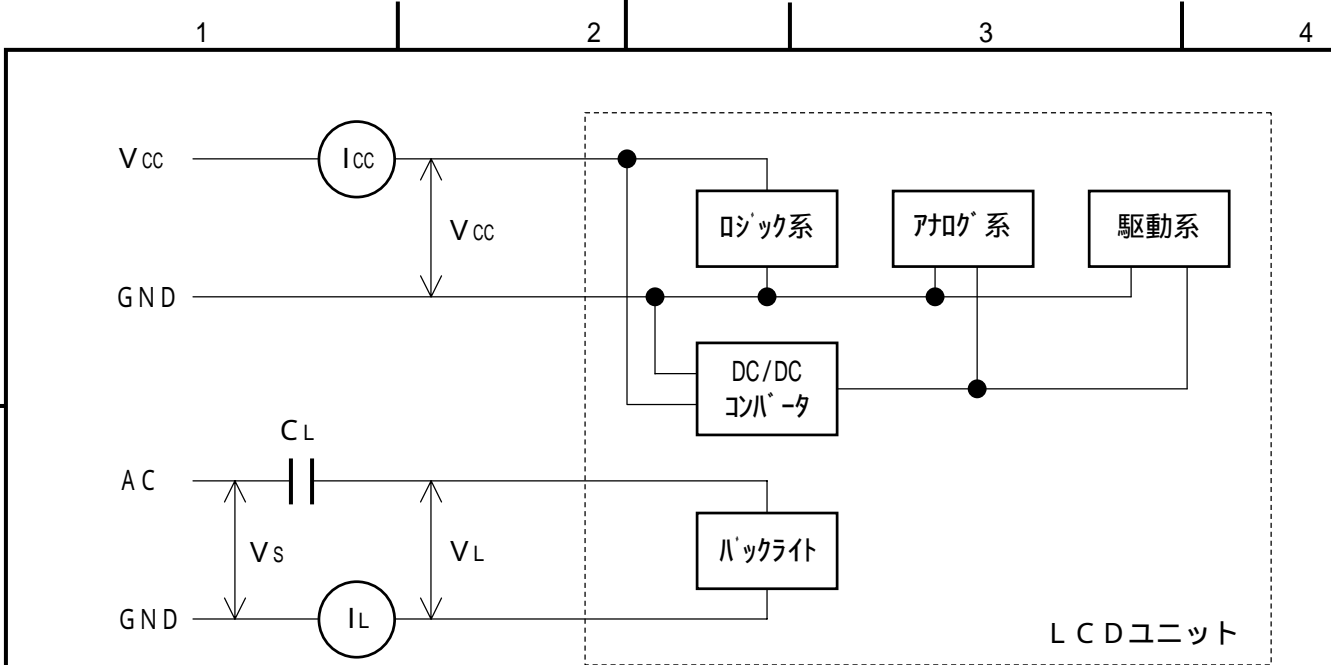 1 2 3 4
VCC ICC
VCC
ロジック系 アナログ系 駆動系
GND
DC/DC
コンバータ
CL
AC
VS VL バックライト
GND IL
LCDユニット